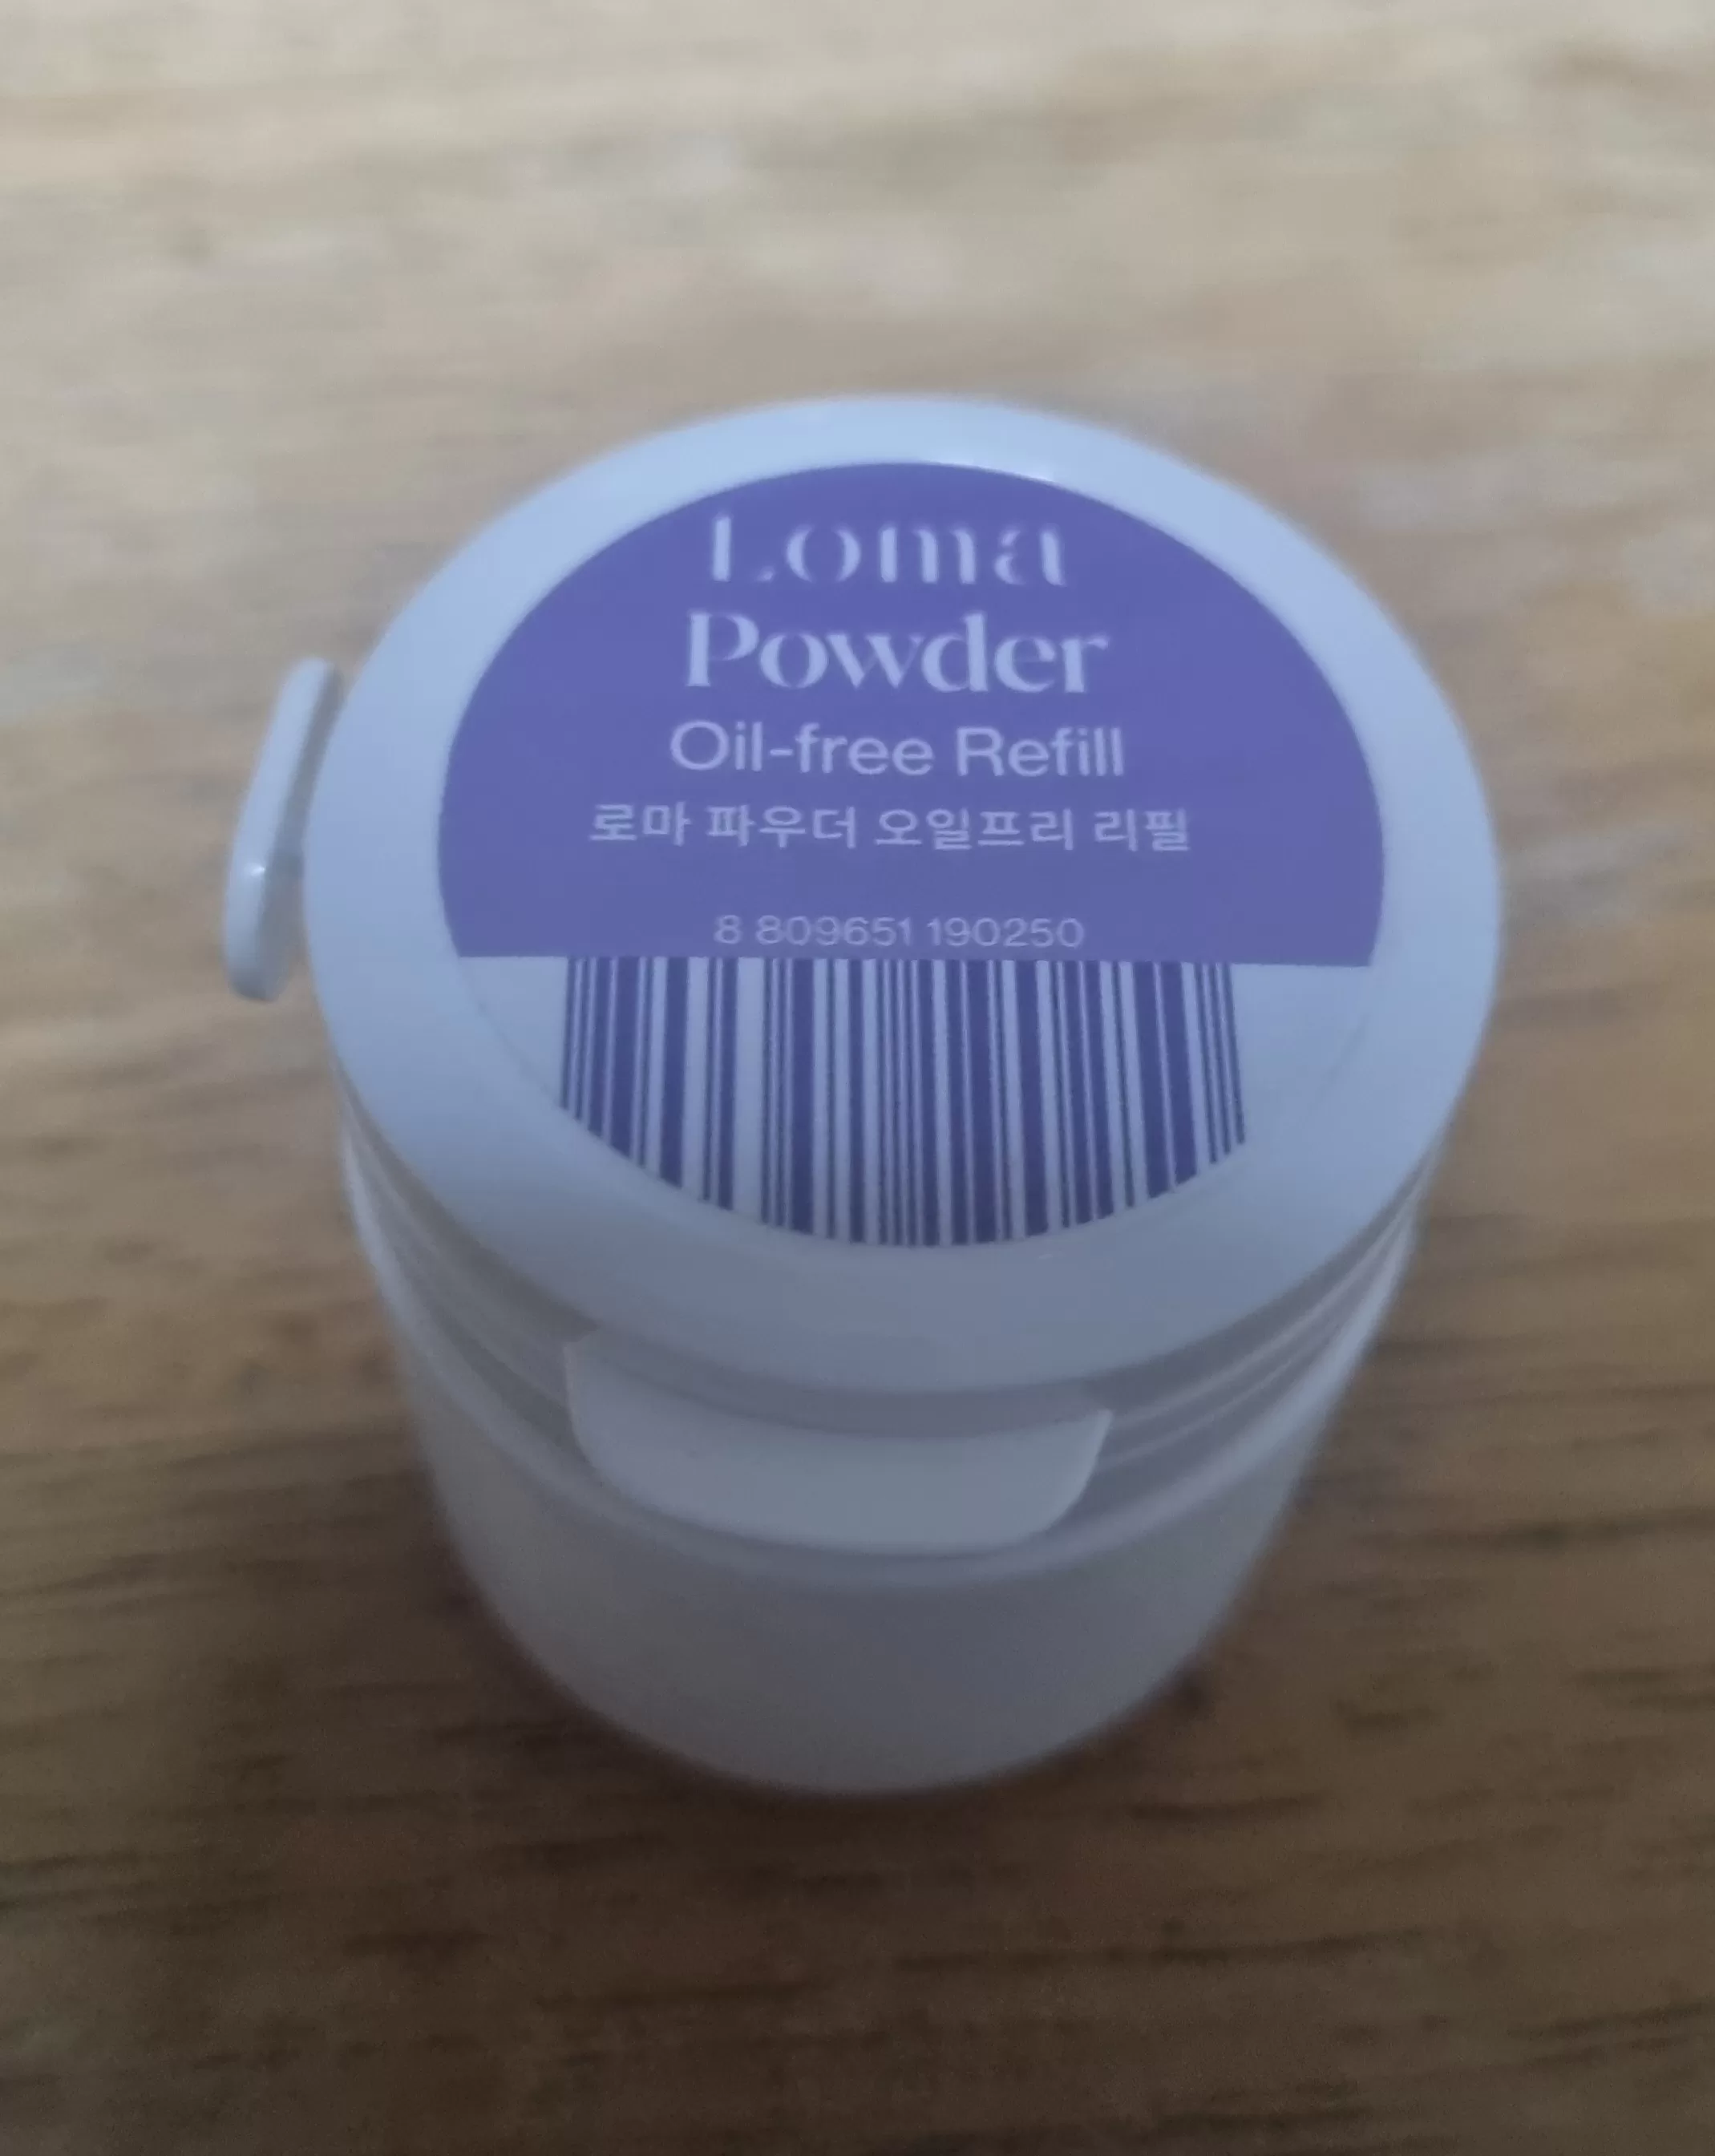 Loma
Powder
Oil-free Refill
로마 파우더 오일프리 리필
8 809651 190250